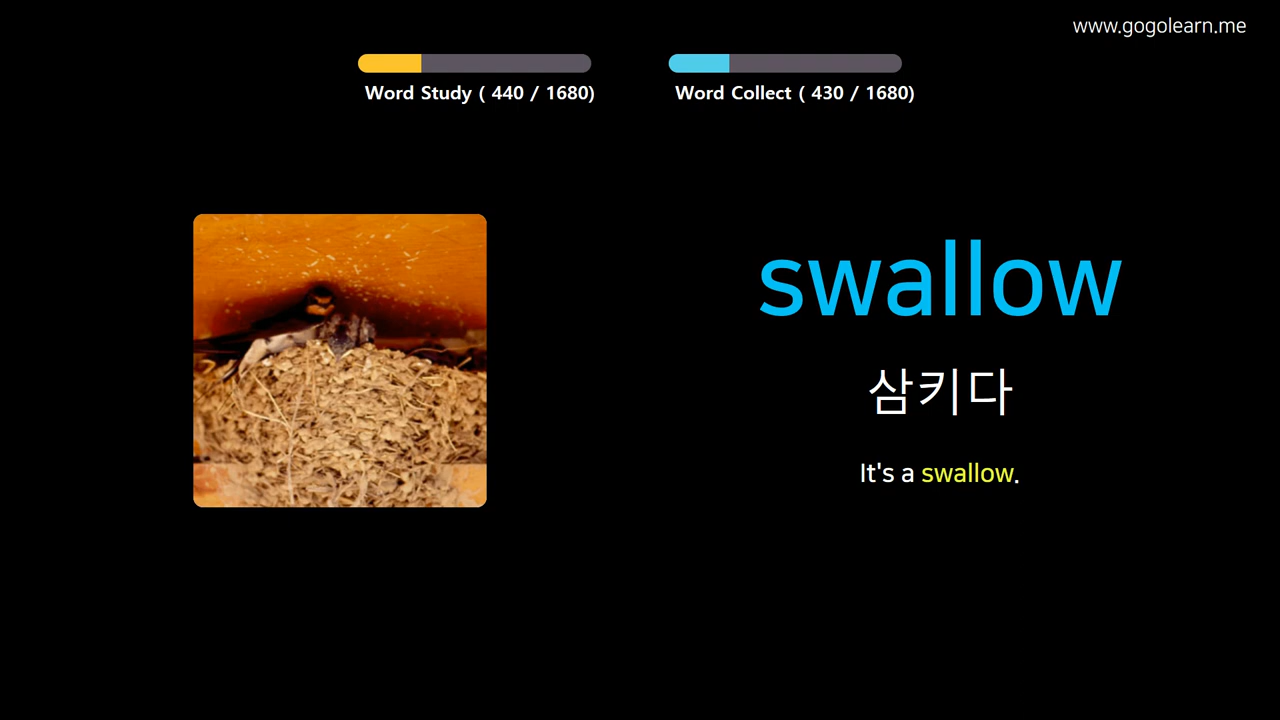 www.gogolearn.me
Word Study ( 440 / 1680)
Word Collect ( 430 / 1680)
swallow
삼키다
It's a swallow.